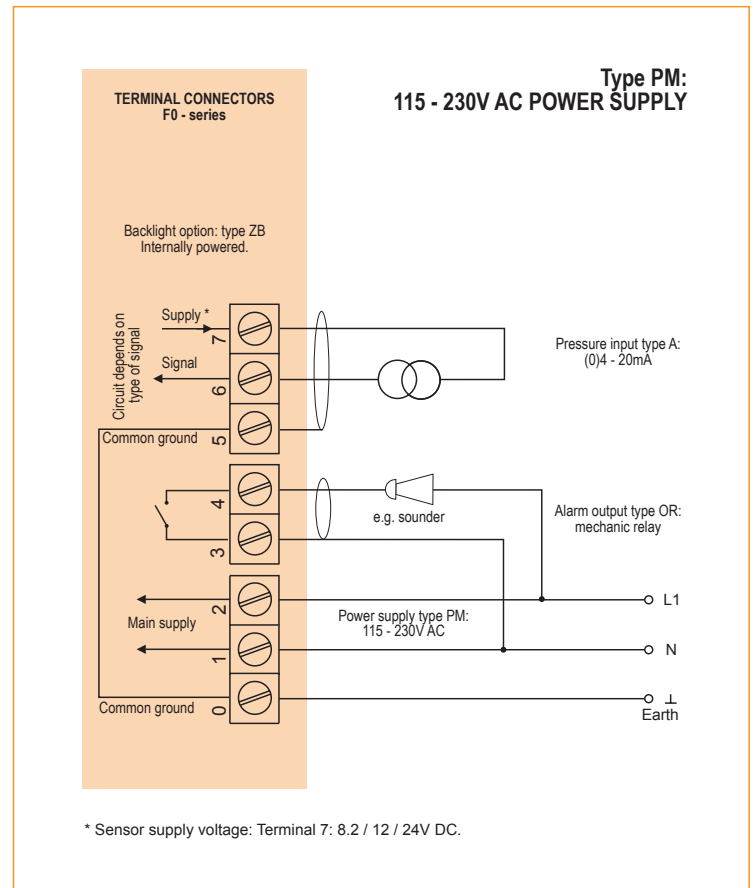 Type PM:
115 - 230V AC POWER SUPPLY
TERMINAL CONNECTORS
F0 - series
Backlight option: type ZB
Internally powered.
Circuit depends on
type of signal
Supply *
7
Signal
6
Common ground
5
Pressure input type A:
(0)4 - 20mA
4
3
e.g. sounder
Alarm output type OR:
mechanic relay
Main supply
2
1
Power supply type PM:
115 - 230V AC
L1
N
Common ground
0
Earth
* Sensor supply voltage: Terminal 7: 8.2 / 12 / 24V DC.